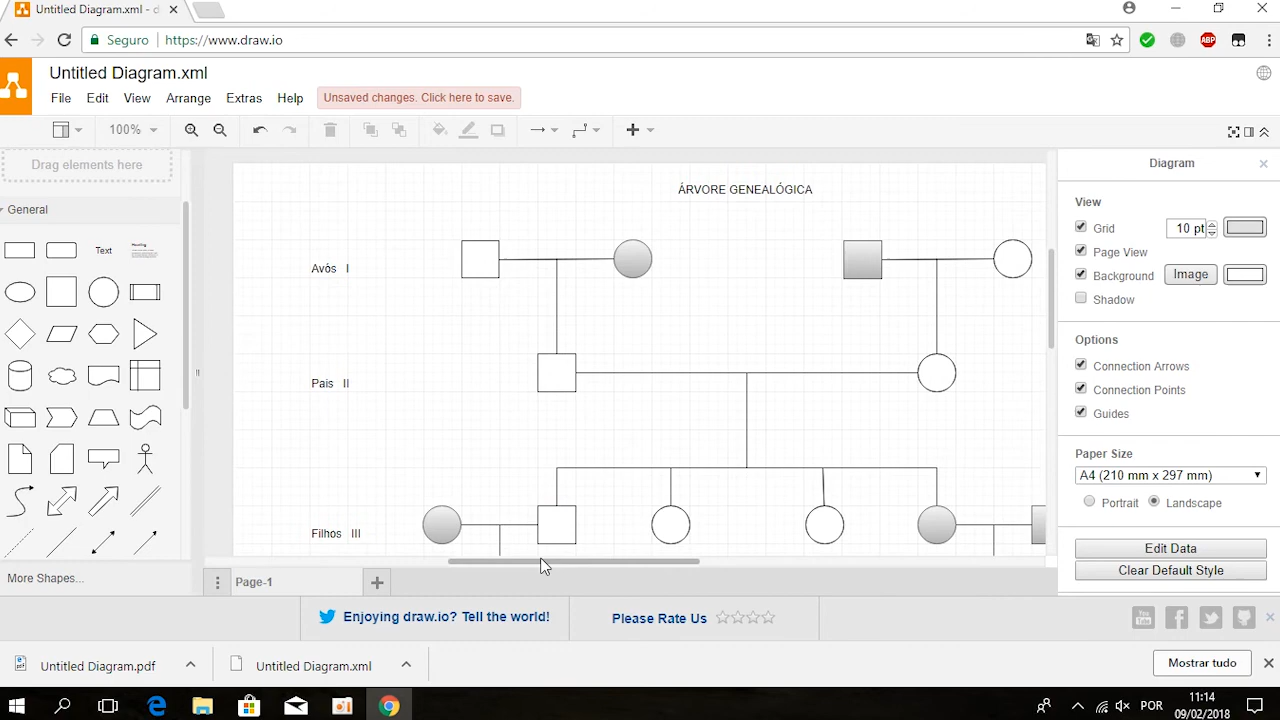 Untitled Diagram.xml - d
Seguro
https://www.draw.io
ABP
Untitled Diagram.xml
File Edit View Arrange Extras Help
Unsaved changes. Click here to save.
100%
Drag elements here
General
Text
Heading
More Shapes...
ÁRVORE GENEALÓGICA
Avós I
Pais II
Filhos III
Page-1
Diagram
View
Grid
10 pt
Page View
Background
Image
Shadow
Options
Connection Arrows
Connection Points
Guides
Paper Size
A4 (210 mm x 297 mm)
Portrait Landscape
Edit Data
Clear Default Style
Enjoying draw.io? Tell the world!
Please Rate Us
You Tube
Untitled Diagram.pdf
Untitled Diagram.xml
Mostrar tudo
POR
11:14
09/02/2018